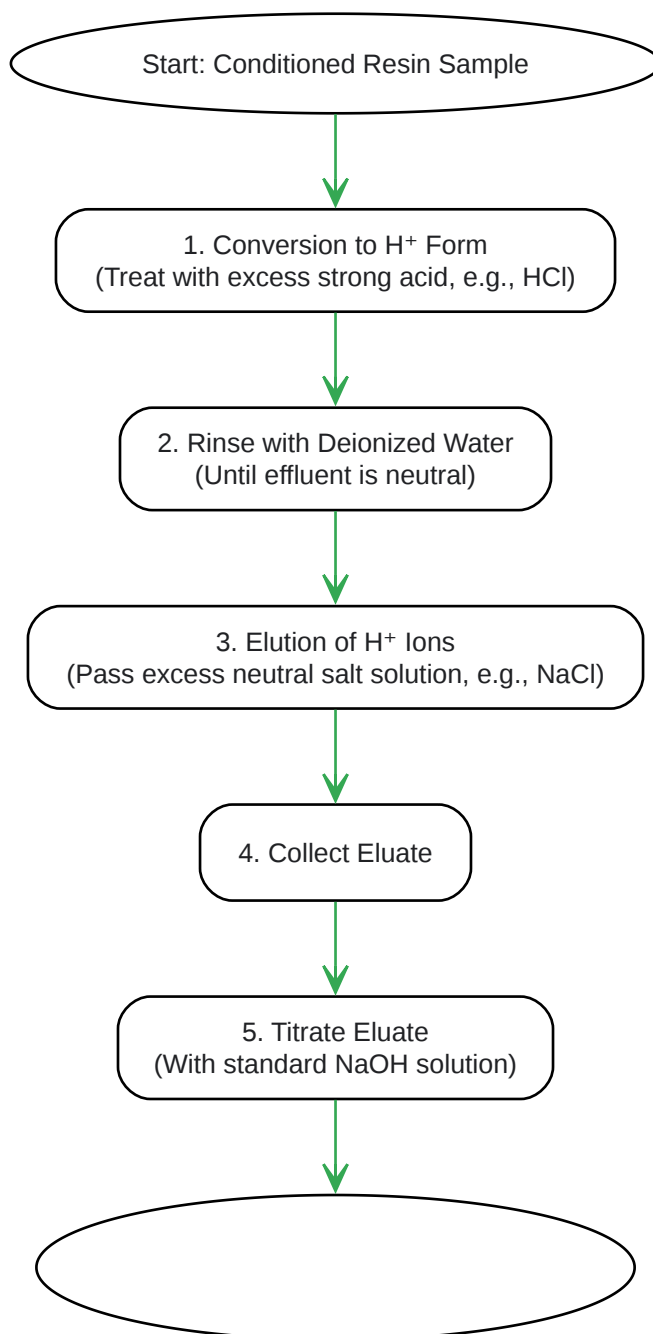 Start: Conditioned Resin Sample
1. Conversion to H⁺ Form
(Treat with excess strong acid, e.g., HCl)
2. Rinse with Deionized Water
(Until effluent is neutral)
3. Elution of H⁺ Ions
(Pass excess neutral salt solution, e.g., NaCl)
4. Collect Eluate
5. Titrate Eluate
(With standard NaOH solution)